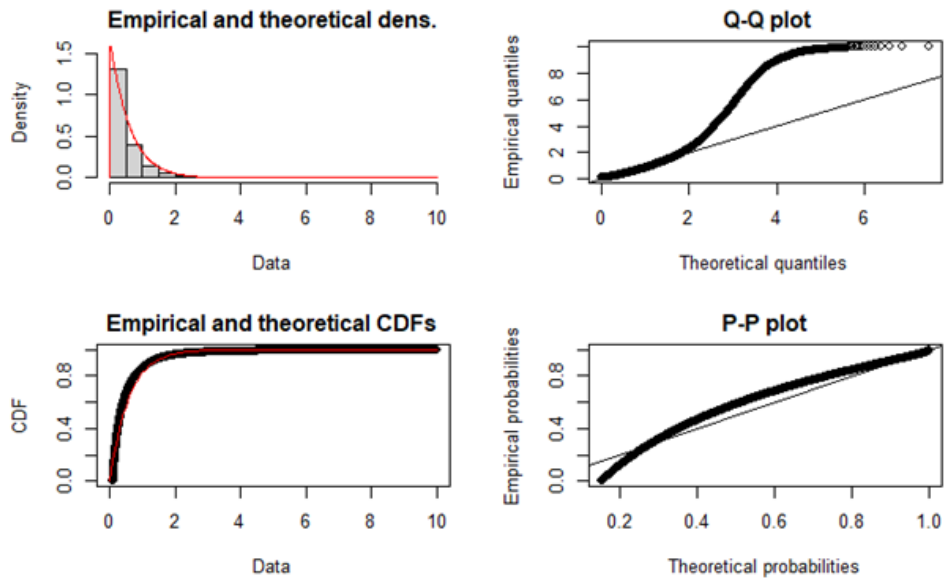 Empirical and theoretical dens.
Density
0.0 0.5 1.0 1.5
0 2 4 6 8 10
Data
Q-Q plot
Empirical quantiles
0 2 4 6 8
0 2 4 6
Theoretical quantiles
Empirical and theoretical CDFs
CDF
0.0 0.4 0.8
0 2 4 6 8 10
Data
P-P plot
Empirical probabilities
0.0 0.4 0.8
0.2 0.4 0.6 0.8 1.0
Theoretical probabilities